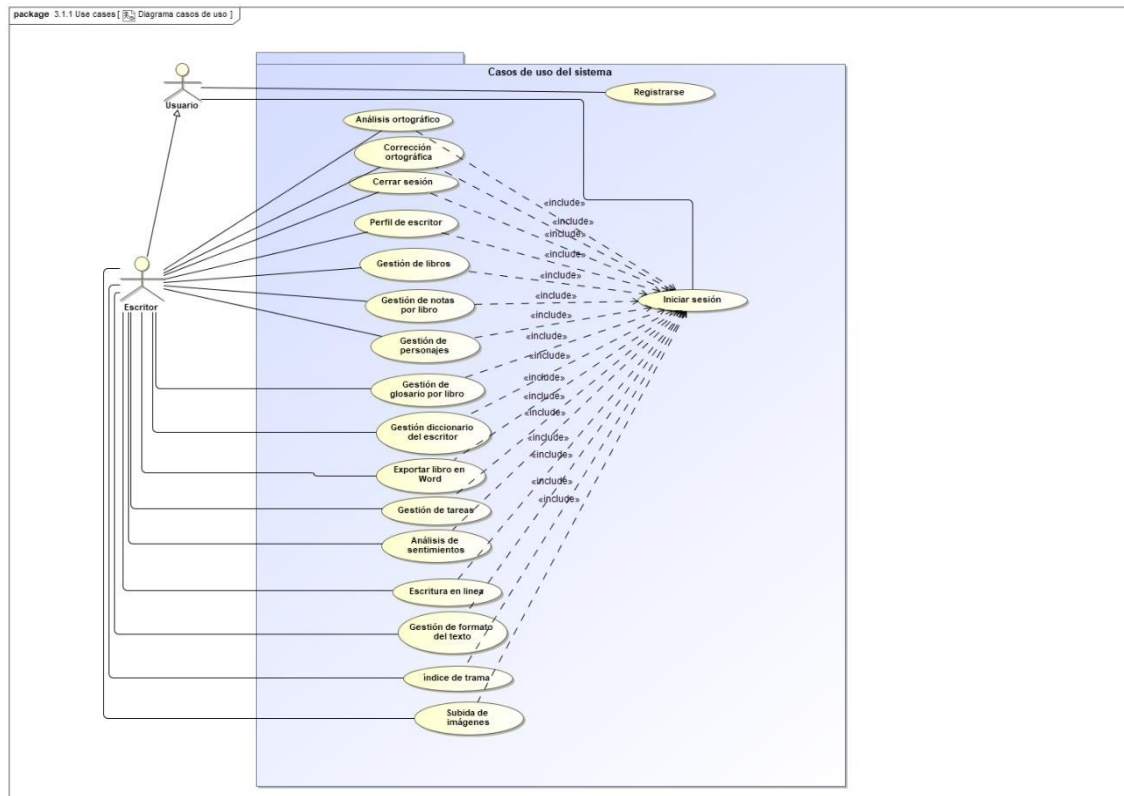 package 3.1.1 Use cases [ Diagrama casos de uso ]
Casos de uso del sistema
Usuario
Registrarse
Análisis ortográfico
Corrección
ortográfica
Cerrar sesión
«include»
«include»
«include»
Perfil de escritor
«include»
Gestión de libros
«include»
Escritor
Gestión de notas
por libro
«include»
Iniciar sesión
«include»
Gestión de
personajes
«include»
Gestión de
glosario por libro
«include»
«include»
Gestión diccionario
del escritor
«include»
«include»
Exportar libro en
Word
«include»
«include»
Gestión de tareas
«include»
Análisis de
sentimientos
Escritura en linea
Gestión de formato
del texto
índice de trama
Subida de
imágenes